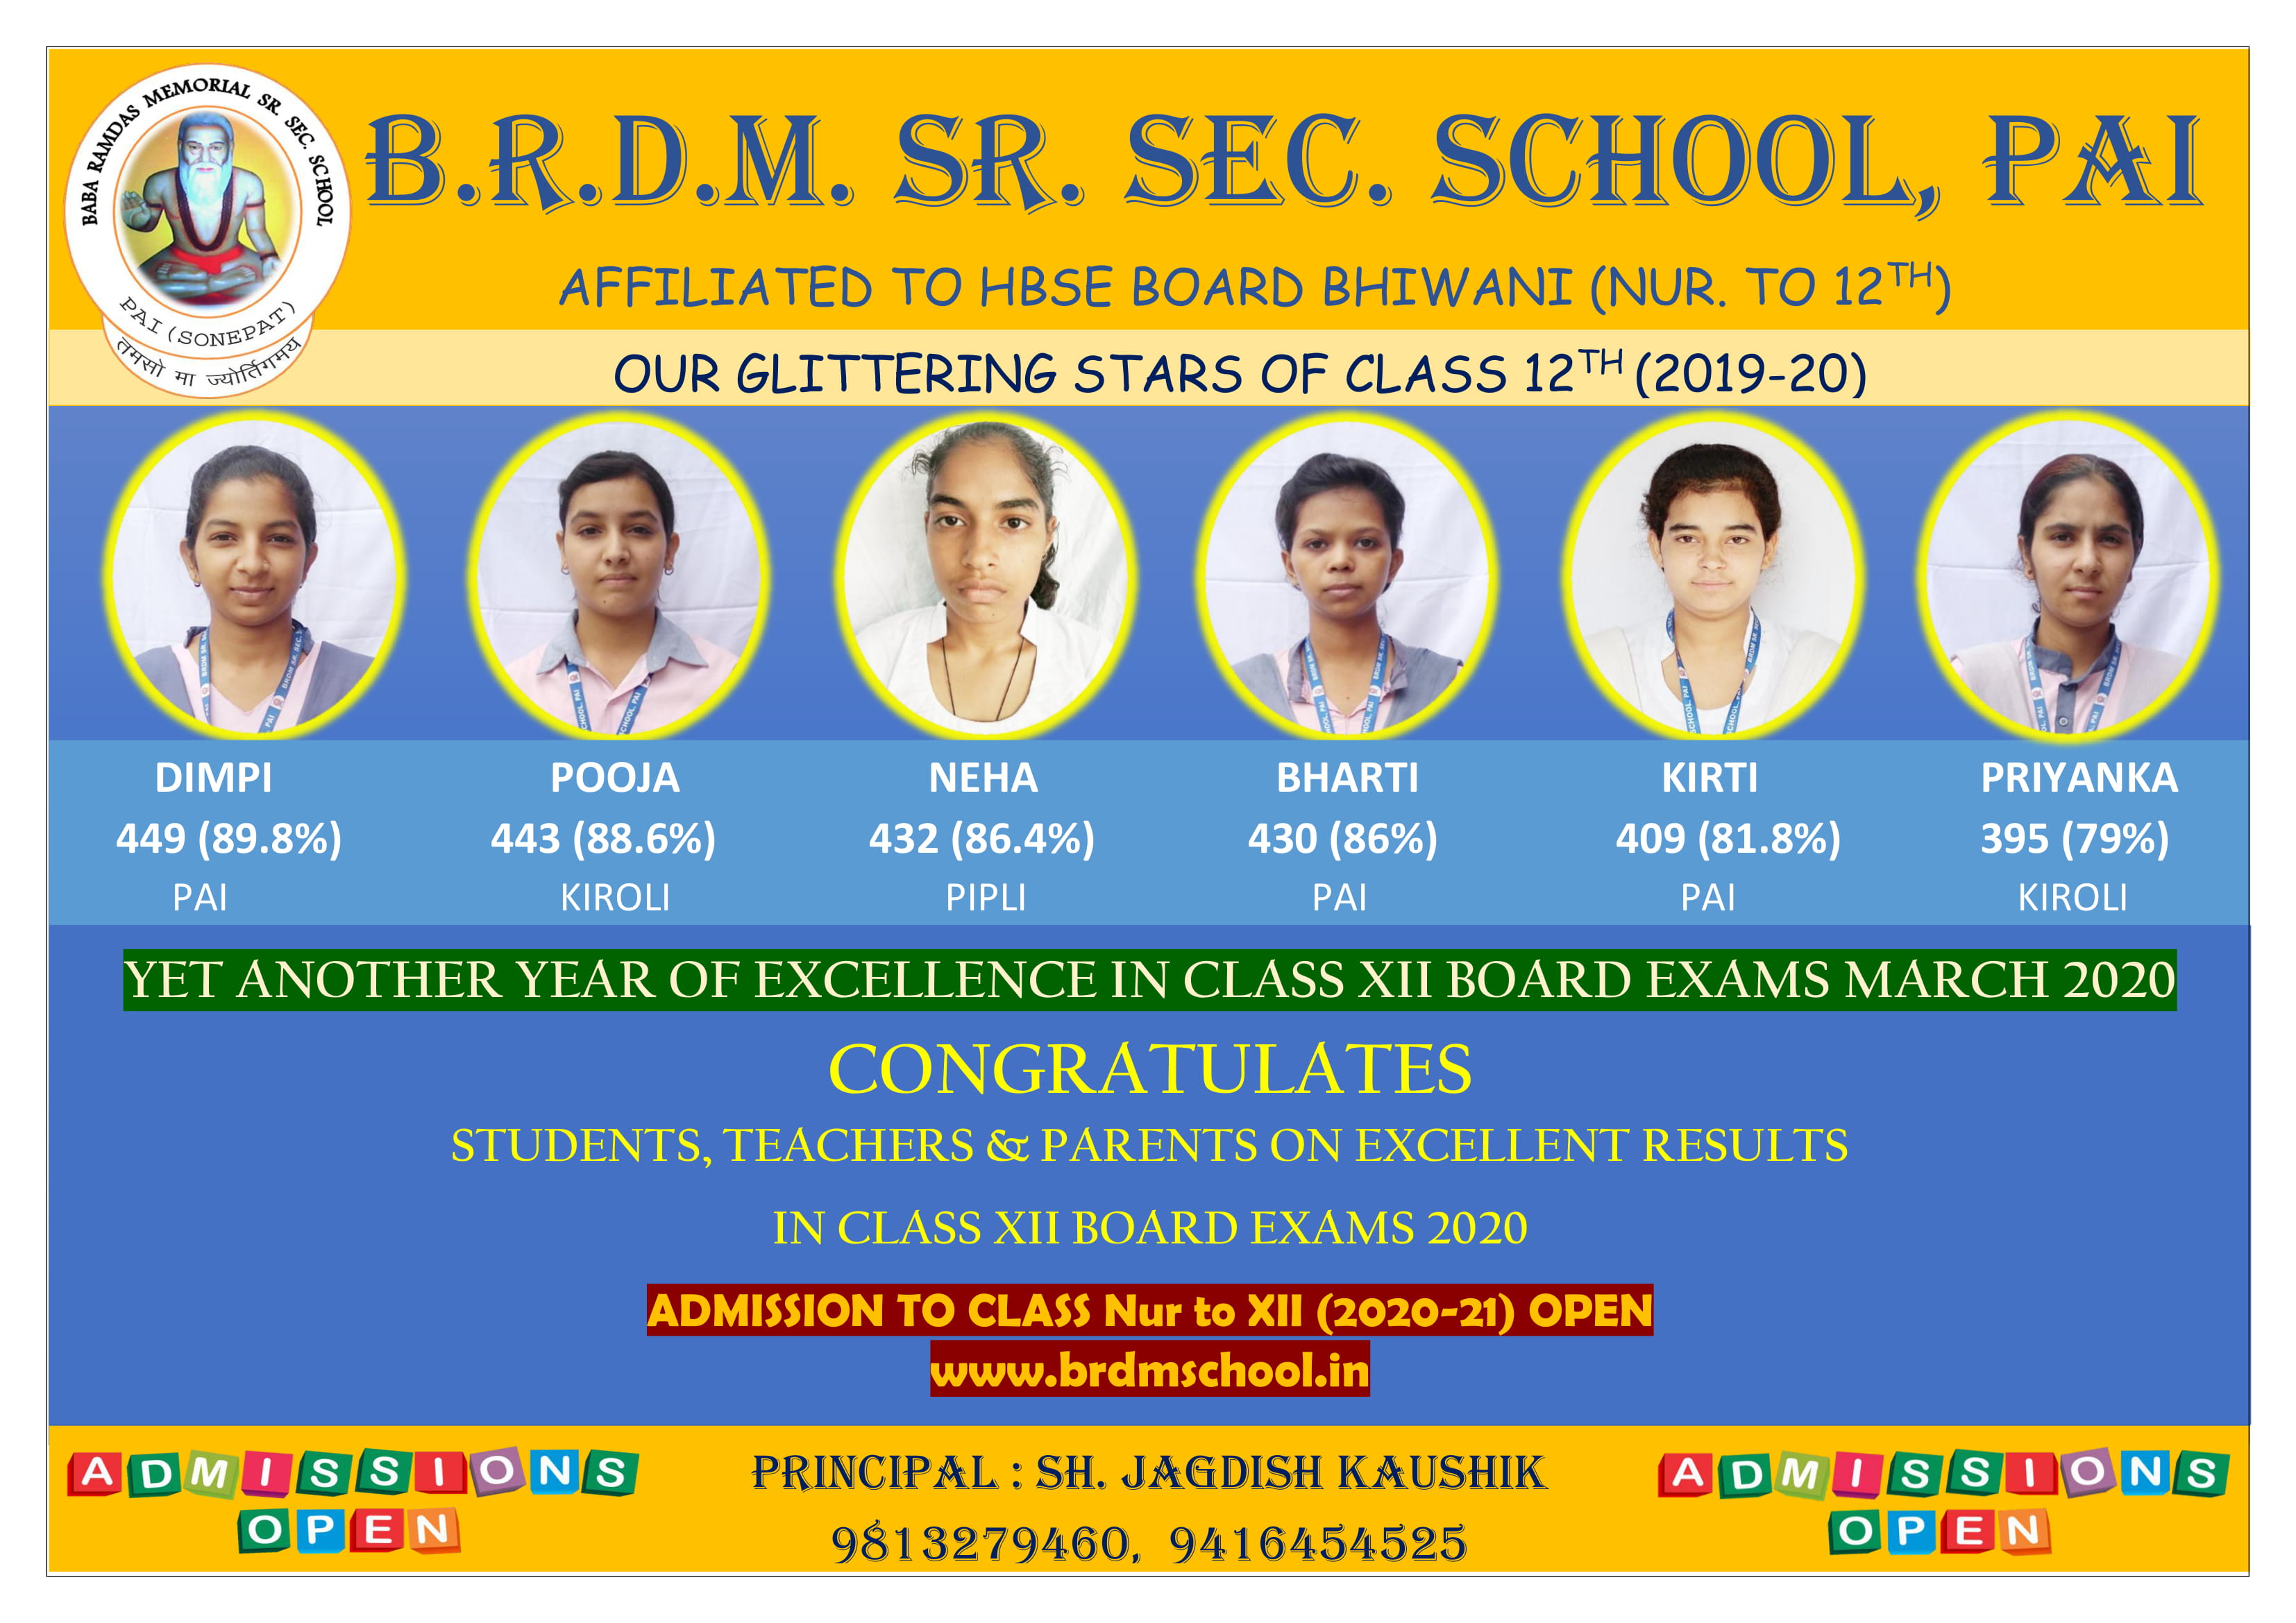 BABA RAMDAS MEMORIAL SR. SEC. SCHOOL
PAI (SONEPAT)
तमसो मा ज्योर्तिगमय
B.R.D.M. SR. SEC. SCHOOL, PAI
AFFILIATED TO HBSE BOARD BHIWANI (NUR. TO 12TH)
OUR GLITTERING STARS OF CLASS 12TH (2019-20)
DIMPI POOJA NEHA BHARTI KIRTI PRIYANKA
449 (89.8%) 443 (88.6%) 432 (86.4%) 430 (86%) 409 (81.8%) 395 (79%)
PAI KIROLI PIPLI PAI PAI KIROLI
YET ANOTHER YEAR OF EXCELLENCE IN CLASS XII BOARD EXAMS MARCH 2020
CONGRATULATES
STUDENTS, TEACHERS & PARENTS ON EXCELLENT RESULTS
IN CLASS XII BOARD EXAMS 2020
ADMISSION TO CLASS Nur to XII (2020-21) OPEN
www.brdmschool.in
ADMISSIONS
OPEN
PRINCIPAL : SH. JAGDISH KAUSHIK
9813279460, 9416454525
ADMISSIONS
OPEN